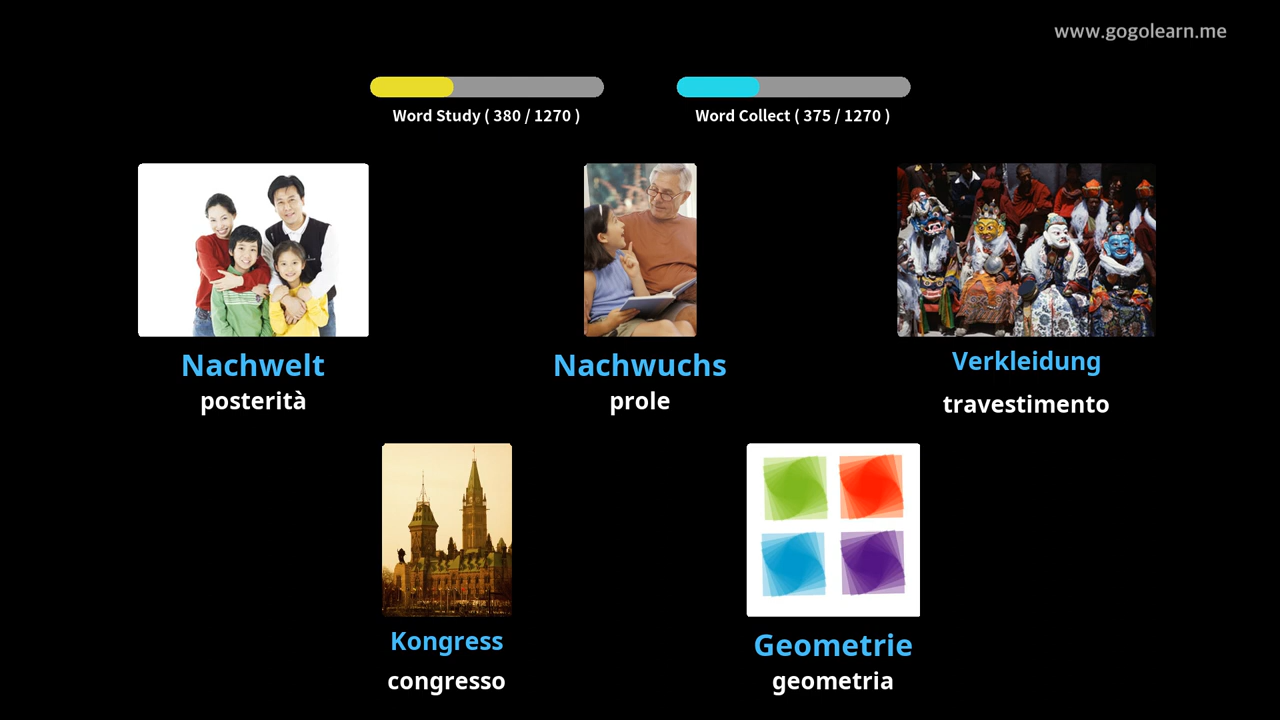 www.gogolearn.me
Word Study ( 380 / 1270 )
Word Collect ( 375 / 1270 )
Nachwelt
posterità
Nachwuchs
prole
Verkleidung
travestimento
Kongress
congresso
Geometrie
geometria